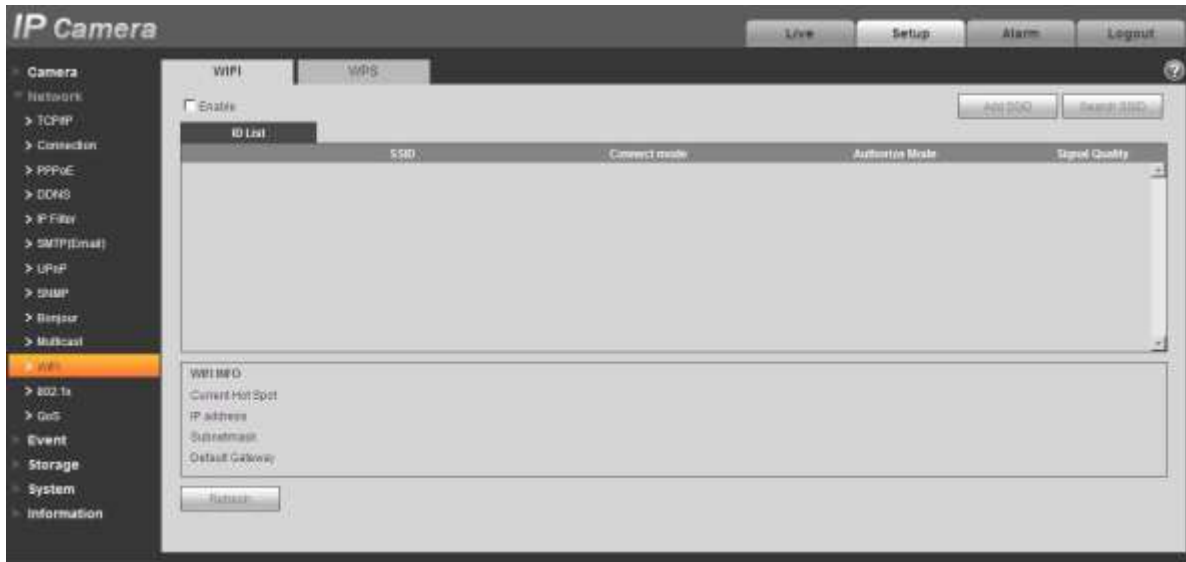 IP Camera
Live Setup Alarm Logout
Camera
Network
> TCP/IP
> Connection
> PPPoE
> DDNS
> IP Filter
> SMTP(Email)
> UPnP
> SNMP
> Bonjour
> Multicast
> WIFI
> 802.1x
> QoS
Event
Storage
System
Information
WIFI WPS
?
Enable
Add SSID Search SSID
ID List
SSID Connect mode Authorize Mode Signal Quality
WIFI INFO
Current Hot Spot
IP address
Subnetmask
Default Gateway
Refresh